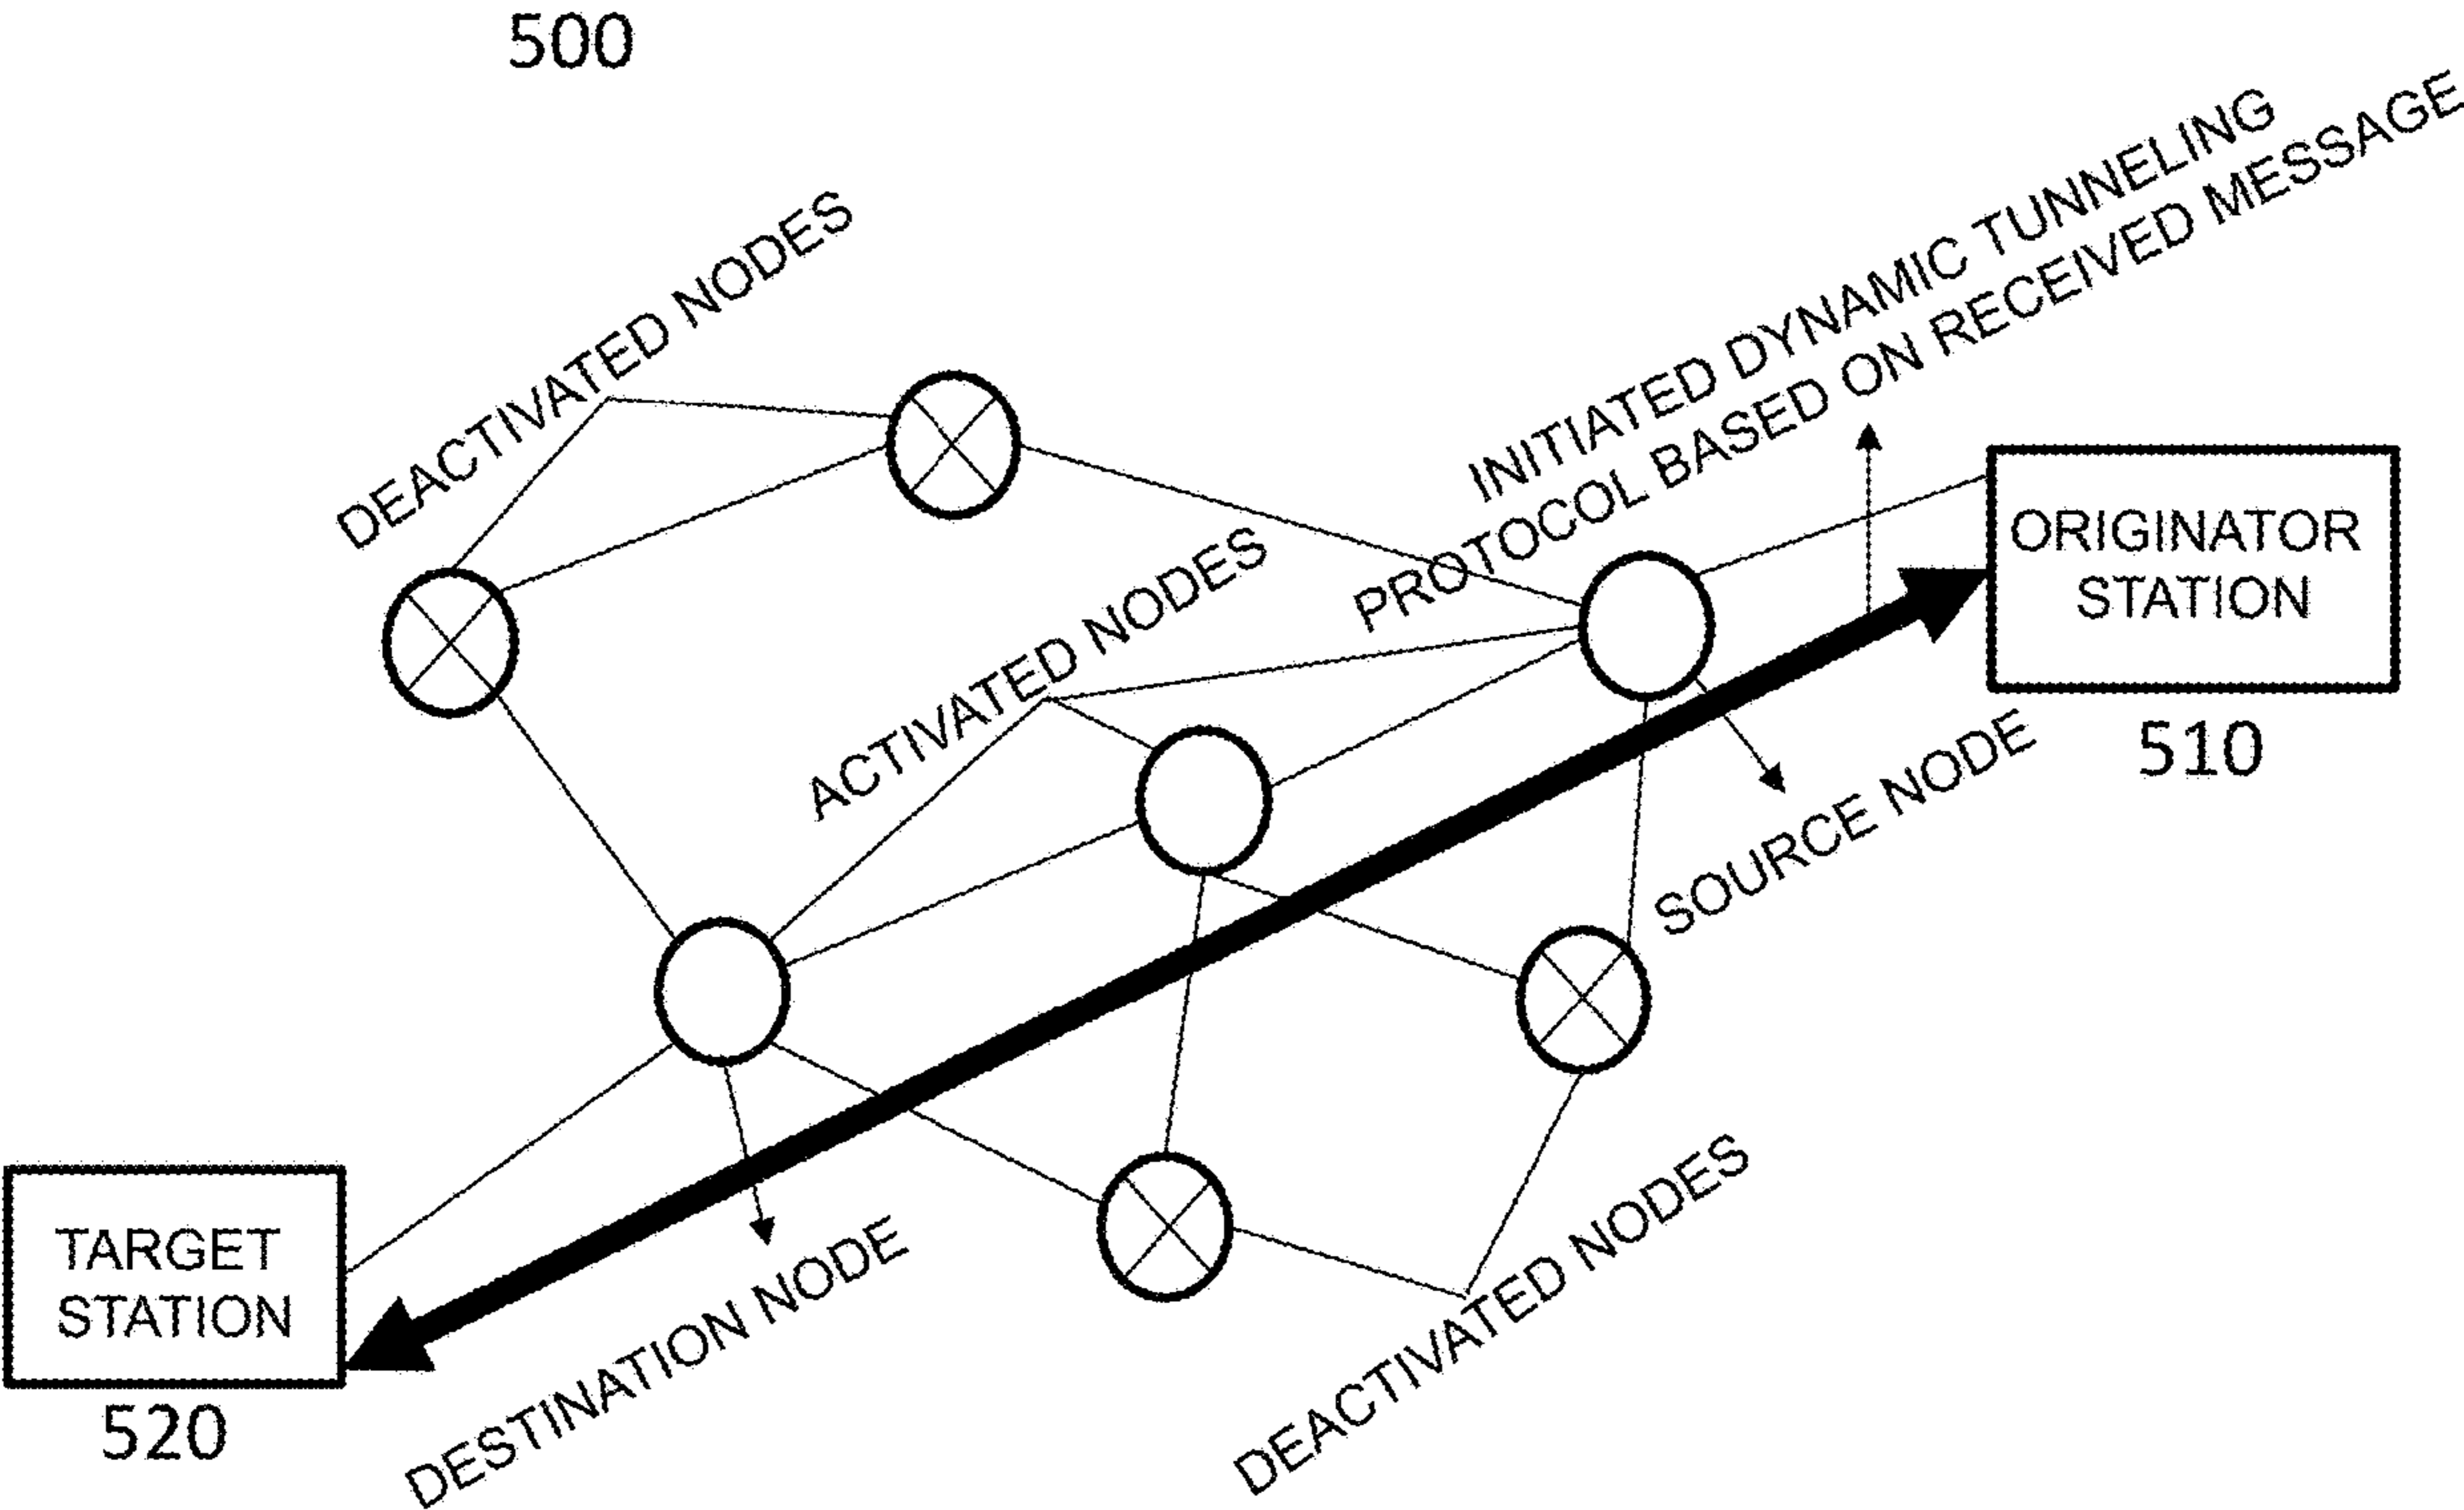 500
DEACTIVATED NODES
INITIATED DYNAMIC TUNNELING
PROTOCOL BASED ON RECEIVED MESSAGE
ACTIVATED NODES
ORIGINATOR
STATION
510
SOURCE NODE
TARGET
STATION
520
DESTINATION NODE
DEACTIVATED NODES